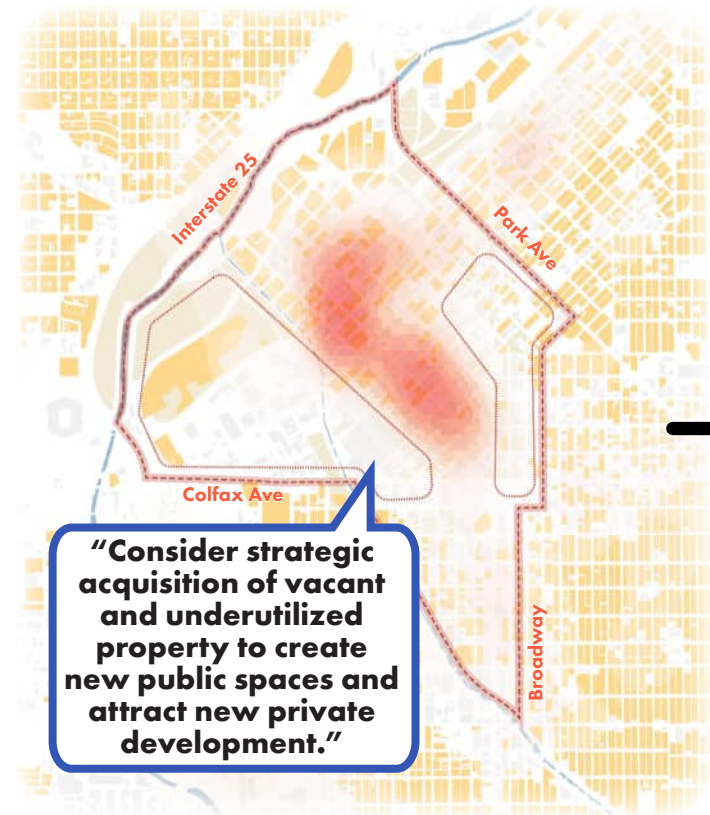 Interstate 25
Park Ave
Colfax Ave
“Consider strategic
acquisition of vacant
and underutilized
property to create
new public spaces and
attract new private
development.”
Broadway